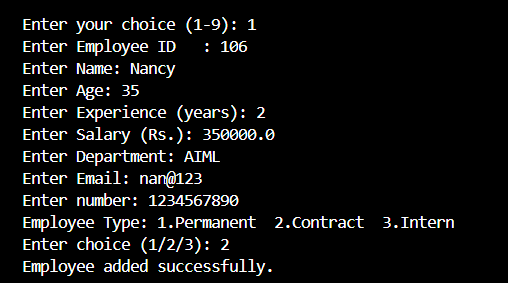 Enter your choice (1-9): 1
Enter Employee ID   : 106
Enter Name: Nancy
Enter Age: 35
Enter Experience (years): 2
Enter Salary (Rs.): 350000.0
Enter Department: AIML
Enter Email: nan@123
Enter number: 1234567890
Employee Type: 1.Permanent  2.Contract  3.Intern
Enter choice (1/2/3): 2
Employee added successfully.